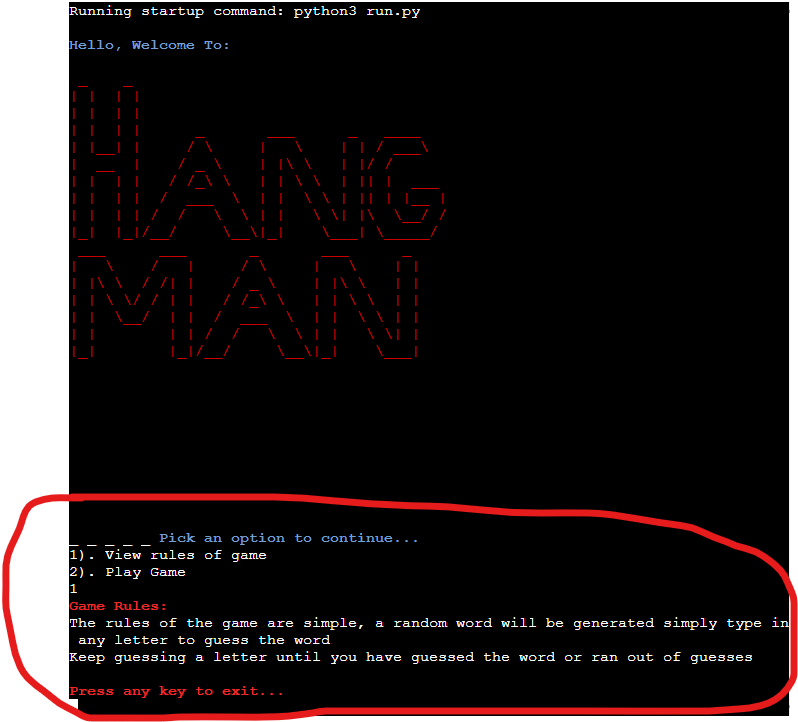 Running startup command: python3 run.py
Hello, Welcome To:
HANG
MAN
_ _ _ _ _ Pick an option to continue...
1). View rules of game
2). Play Game
1
Game Rules:
The rules of the game are simple, a random word will be generated simply type in
any letter to guess the word
Keep guessing a letter until you have guessed the word or ran out of guesses
Press any key to exit...